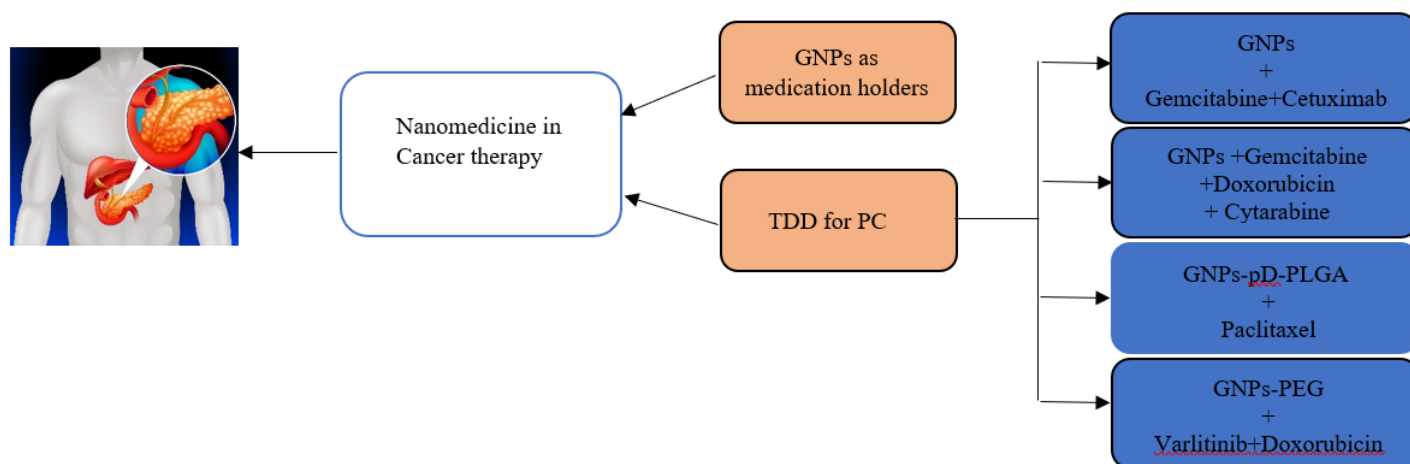 Nanomedicine in
Cancer therapy
GNPs as
medication holders
TDD for PC
GNPs
+
Gemcitabine+Cetuximab
GNPs +Gemcitabine
+Doxorubicin
+ Cytarabine
GNPs-pD-PLGA
+
Paclitaxel
GNPs-PEG
+
Varlitinib+Doxorubicin